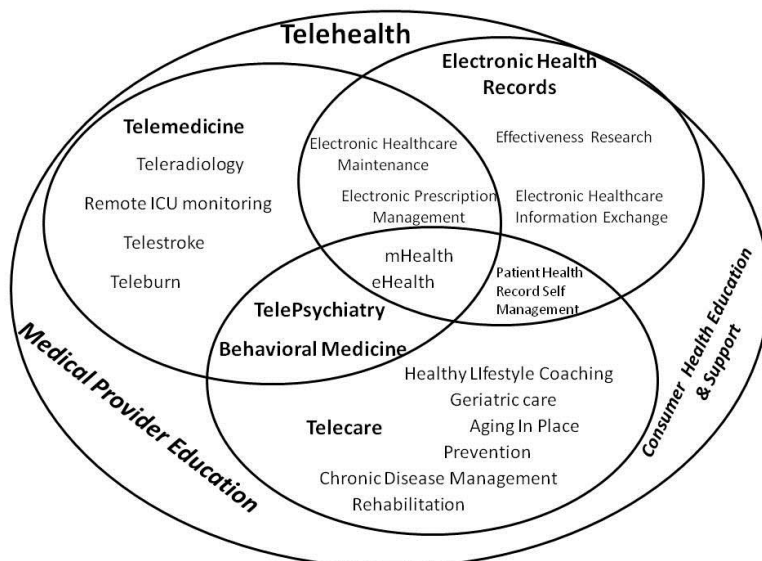 Telehealth
Electronic Health
Records
Telemedicine
Teleradiology
Remote ICU monitoring
Telestroke
Teleburn
Electronic Healthcare
Maintenance
Electronic Prescription
Management
Effectiveness Research
Electronic Healthcare
Information Exchange
mHealth
eHealth
Patient Health
Record Self
Management
TelePsychiatry
Behavioral Medicine
Telecare
Healthy LIfestyle Coaching
Geriatric care
Aging In Place
Prevention
Chronic Disease Management
Rehabilitation
Medical Provider Education
Consumer Health Education
& Support